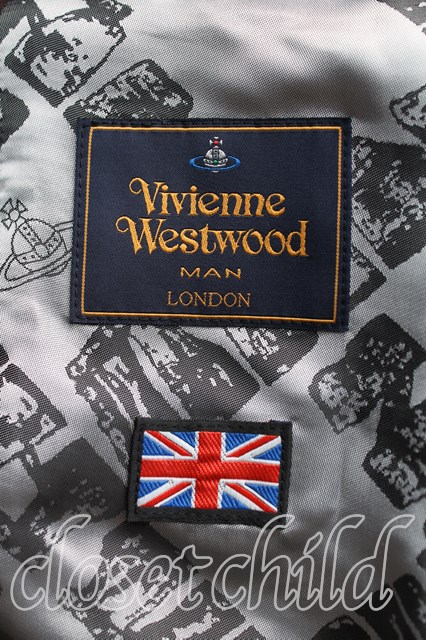 Vivienne
Westwood
MAN
LONDON
closet child